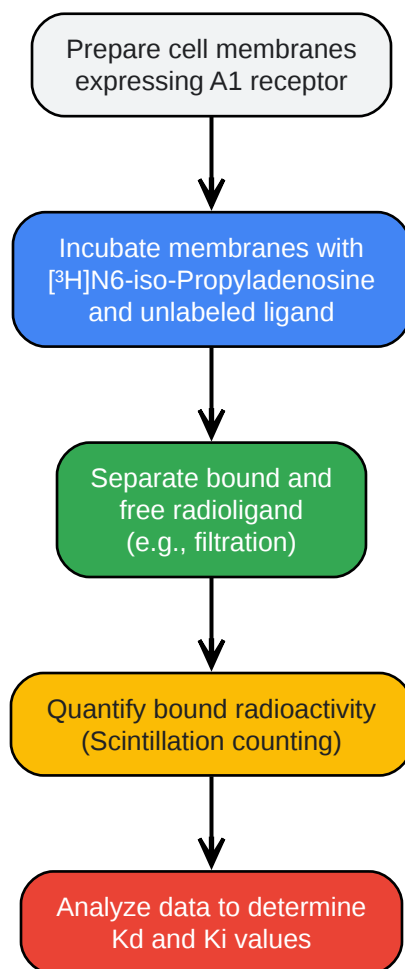 Prepare cell membranes
expressing A1 receptor
Incubate membranes with
[³H]N6-iso-Propyladenosine
and unlabeled ligand
Separate bound and
free radioligand
(e.g., filtration)
Quantify bound radioactivity
(Scintillation counting)
Analyze data to determine
Kd and Ki values